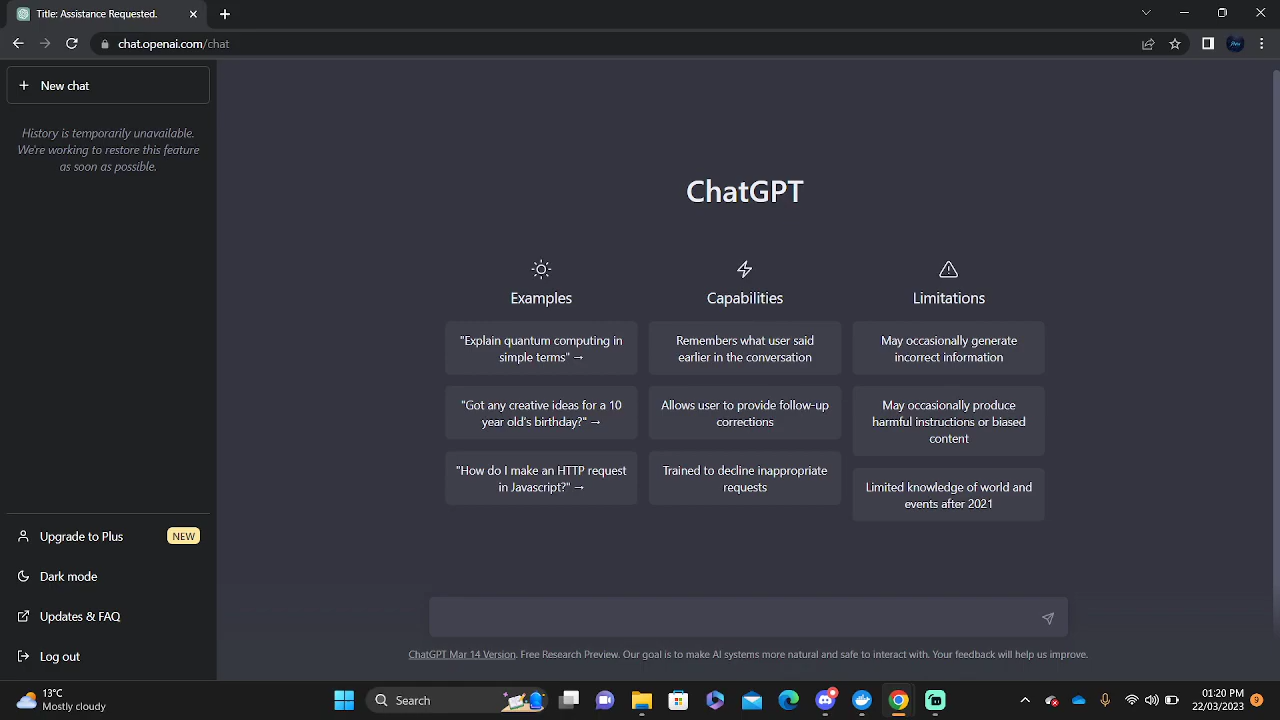 Title: Assistance Requested.
chat.openai.com/chat
New chat
History is temporarily unavailable.
We're working to restore this feature
as soon as possible.
ChatGPT
Examples
"Explain quantum computing in
simple terms" →
"Got any creative ideas for a 10
year old's birthday?" →
"How do I make an HTTP request
in Javascript?" →
Capabilities
Remembers what user said
earlier in the conversation
Allows user to provide follow-up
corrections
Trained to decline inappropriate
requests
Limitations
May occasionally generate
incorrect information
May occasionally produce
harmful instructions or biased
content
Limited knowledge of world and
events after 2021
Upgrade to Plus NEW
Dark mode
Updates & FAQ
Log out
ChatGPT Mar 14 Version. Free Research Preview. Our goal is to make AI systems more natural and safe to interact with. Your feedback will help us improve.
13°C
Mostly cloudy
Search
01:20 PM
22/03/2023
9